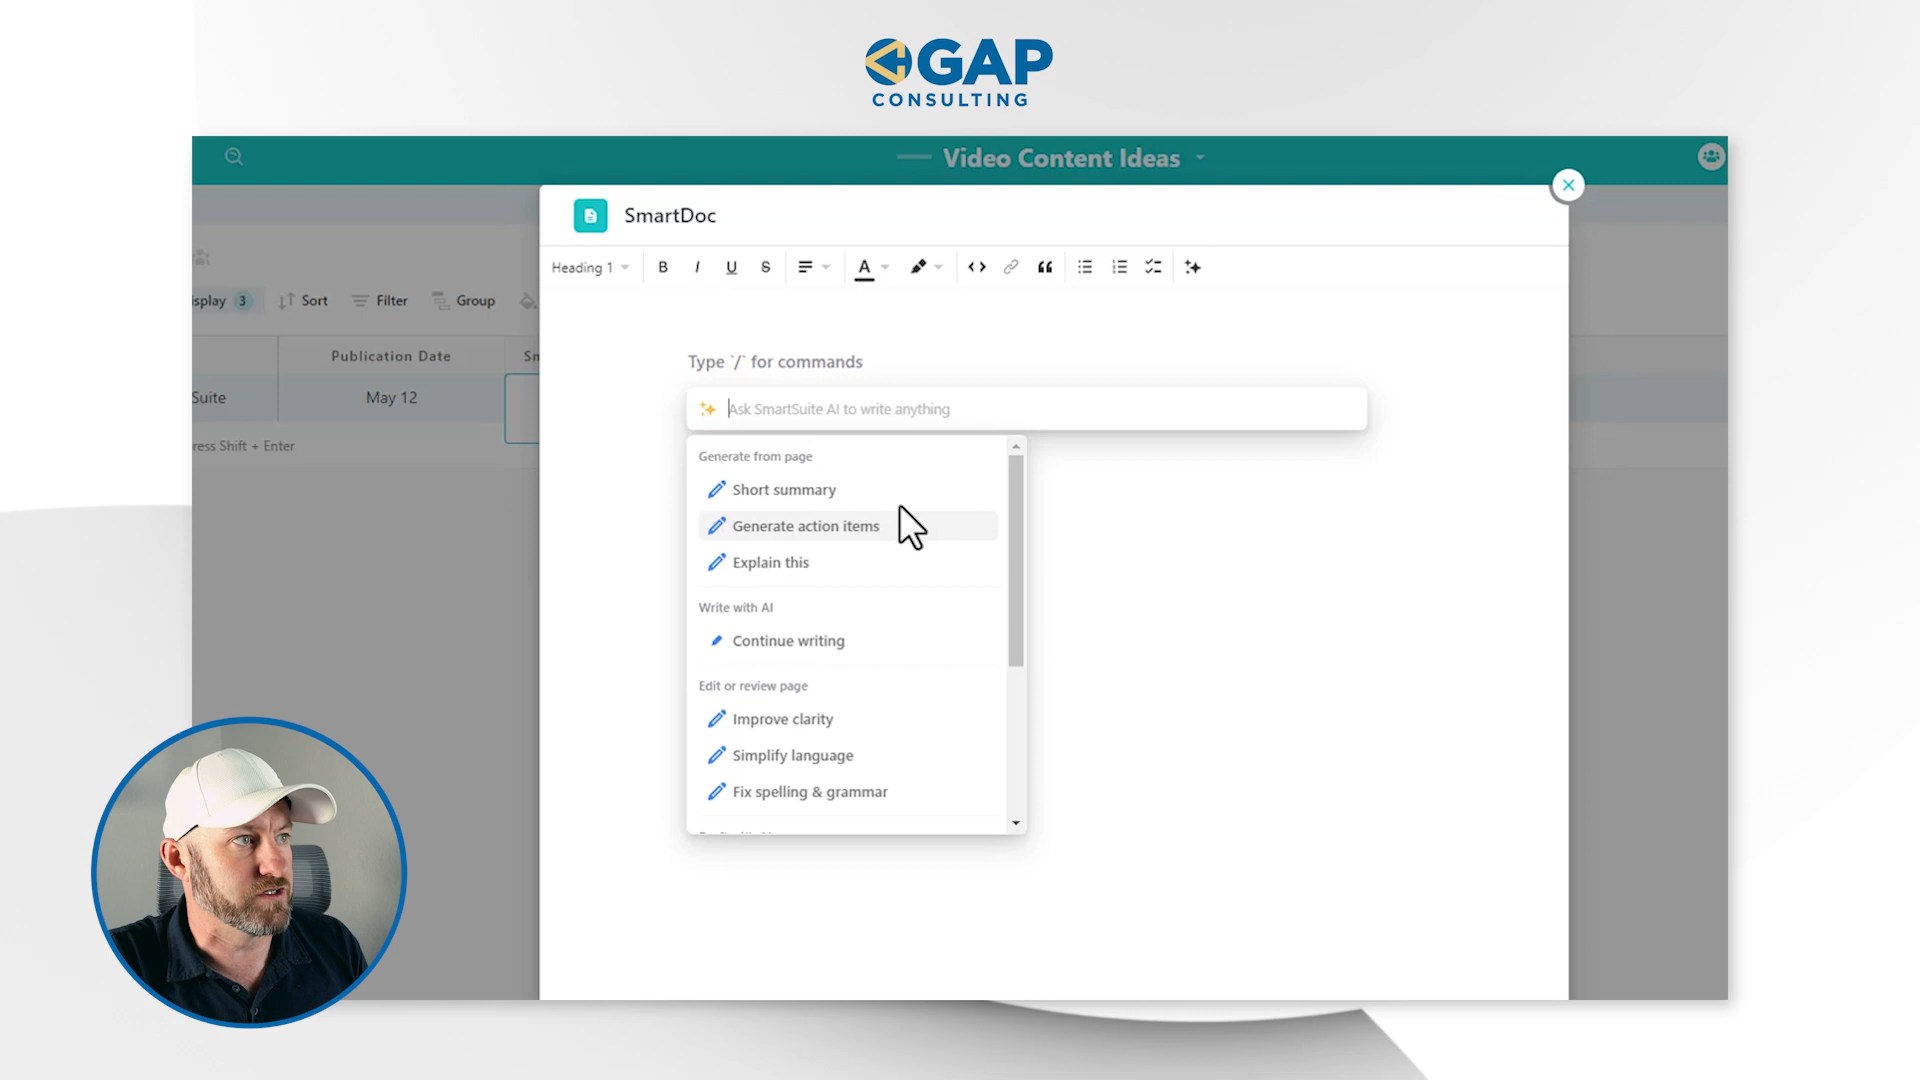 GAP
CONSULTING
Video Content Ideas
SmartDoc
Heading 1 B I U S A
splay 3 Sort Filter Group
Publication Date Sn
Suite May 12
ress Shift + Enter
Type `/` for commands
Ask SmartSuite AI to write anything
Generate from page
Short summary
Generate action items
Explain this
Write with AI
Continue writing
Edit or review page
Improve clarity
Simplify language
Fix spelling & grammar